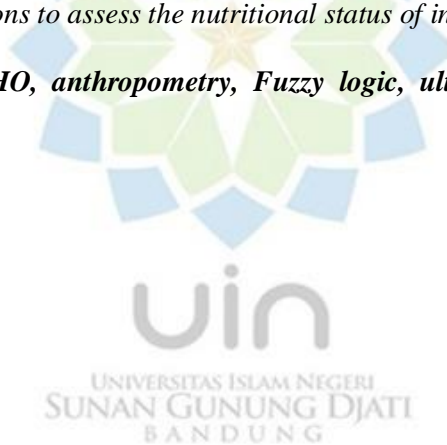 ons to assess the nutritional status of in
HO, anthropometry, Fuzzy logic, ul
uin
UNIVERSITAS ISLAM NEGERI
SUNAN GUNUNG DJATI
BANDUNG